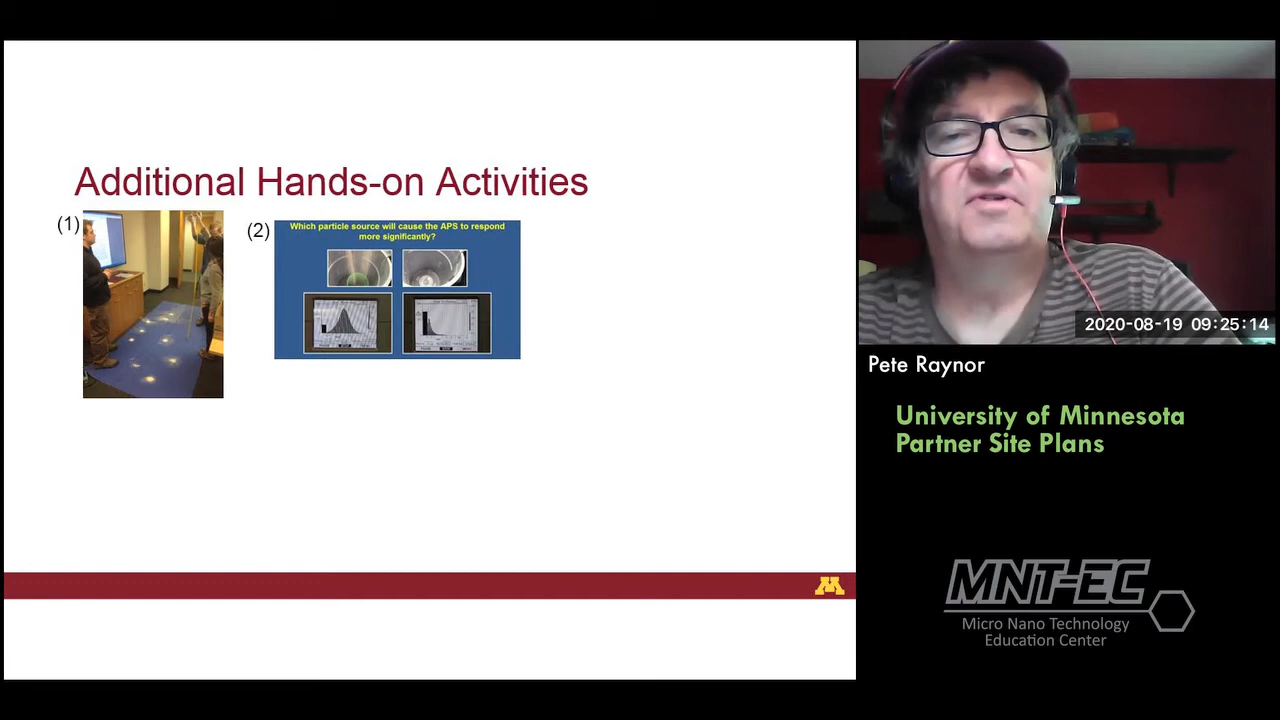 Additional Hands-on Activities
(1)
(2)
Which particle source will cause the APS to respond
more significantly?
2020-08-19 09:25:14
Pete Raynor
University of Minnesota
Partner Site Plans
MNT-EC
Micro Nano Technology
Education Center
M